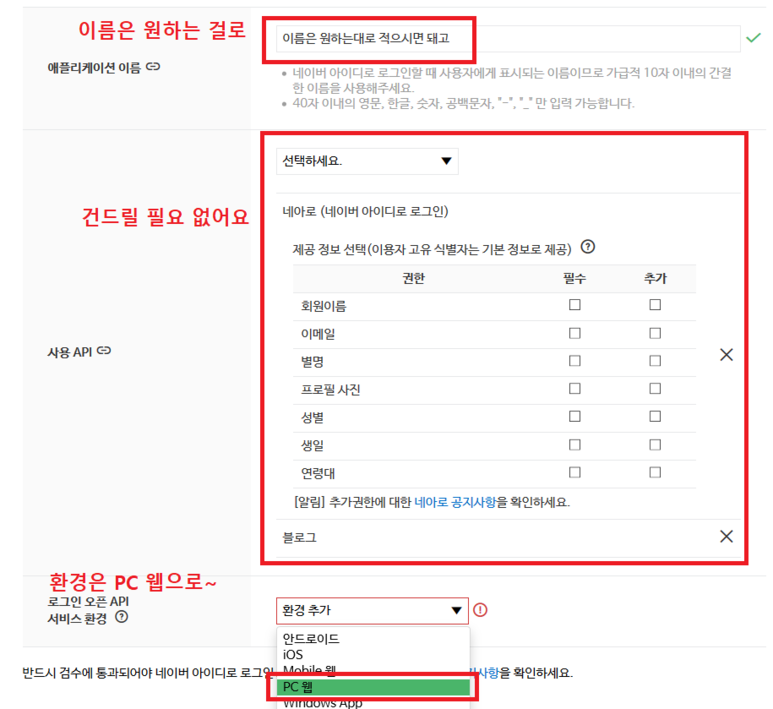 이름은 원하는 걸로
이름은 원하는대로 적으시면 돼고
애플리케이션 이름
네이버 아이디로 로그인할 때 사용자에게 표시되는 이름이므로 가급적 10자 이내의 간결
한 이름을 사용해주세요.
40자 이내의 영문, 한글, 숫자, 공백문자, "-", "_" 만 입력 가능합니다.
선택하세요.
건드릴 필요 없어요
네아로 (네이버 아이디로 로그인)
제공 정보 선택(이용자 고유 식별자는 기본 정보로 제공)
권한 필수 추가
회원이름
이메일
사용 API
별명
프로필 사진
성별
생일
연령대
[알림] 추가권한에 대한 네아로 공지사항을 확인하세요.
블로그
환경은 PC 웹으로~
로그인 오픈 API
서비스 환경
환경 추가
안드로이드
iOS
Mobile 웹
반드시 검수에 통과되어야 네이버 아이디로 로그인 지사항을 확인하세요.
PC 웹
Windows App